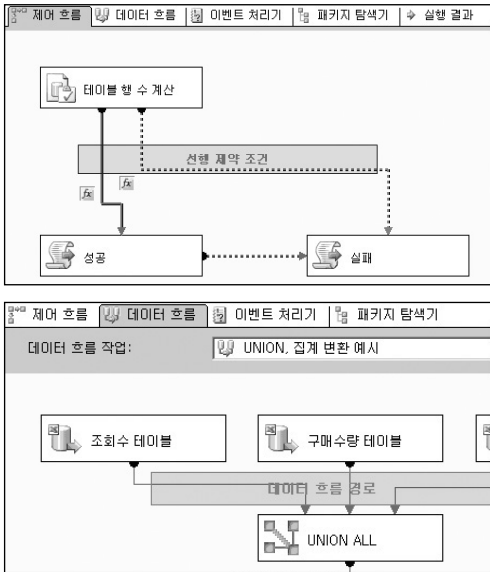 제어 흐름 데이터 흐름 이벤트 처리기 패키지 탐색기 실행 결과
테이블 행 수 계산
선행 제약 조건
fx fx
성공 실패
제어 흐름 데이터 흐름 이벤트 처리기 패키지 탐색기
데이터 흐름 작업: UNION, 집계 변환 예시
조회수 테이블 구매수량 테이블
데이터 흐름 경로
UNION ALL